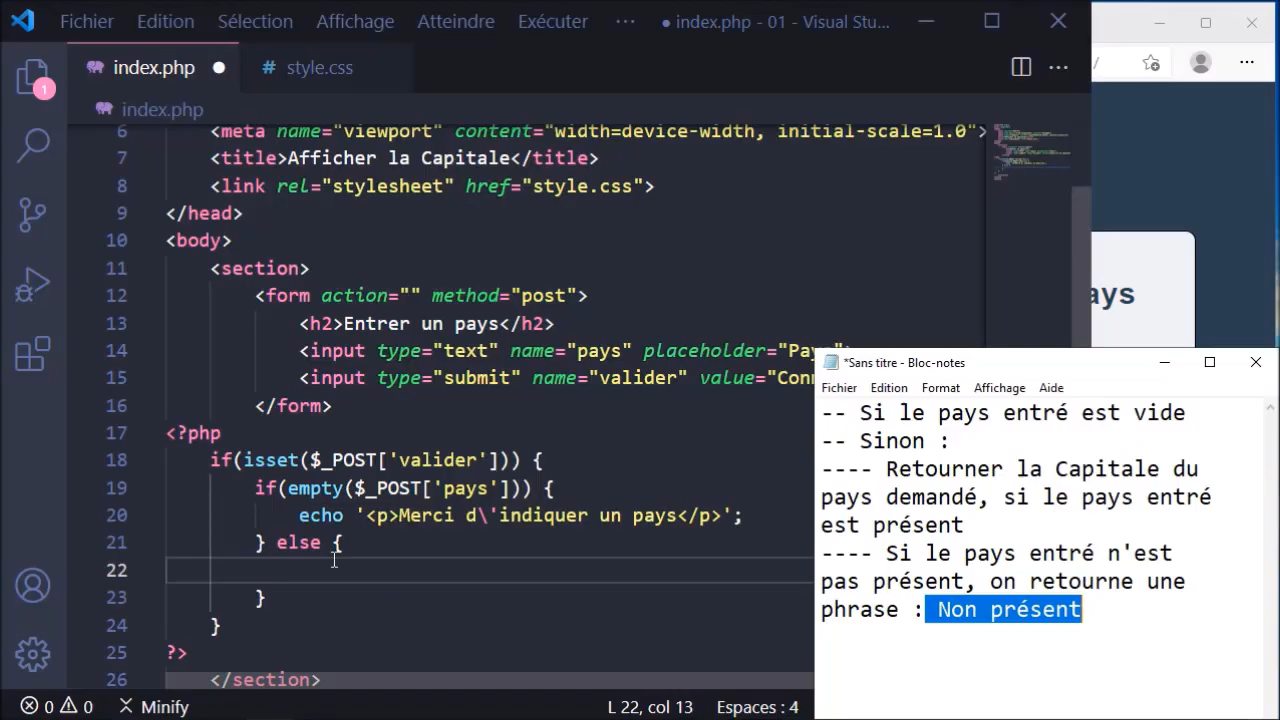 Fichier Edition Sélection Affichage Atteindre Exécuter ··· ● index.php - 01 - Visual Stu...
index.php ● # style.css ···
1
index.php
6 <meta name="viewport" content="width=device-width, initial-scale=1.0">
7 <title>Afficher la Capitale</title>
8 <link rel="stylesheet" href="style.css">
9 </head>
10 <body>
11 <section>
12 <form action="" method="post">
13 <h2>Entrer un pays</h2>
14 <input type="text" name="pays" placeholder="Pays"
15 <input type="submit" name="valider" value="Con
16 </form>
17 <?php
18 if(isset($_POST['valider'])) {
19 if(empty($_POST['pays'])) {
20 echo '<p>Merci d\'indiquer un pays</p>';
21 } else {
22
23 }
24 }
25 ?>
26 </section>
0 0 Minify L 22, col 13 Espaces : 4
/ ···
ays
*Sans titre - Bloc-notes
Fichier Edition Format Affichage Aide
-- Si le pays entré est vide
-- Sinon :
---- Retourner la Capitale du
pays demandé, si le pays entré
est présent
---- Si le pays entré n'est
pas présent, on retourne une
phrase : Non présent